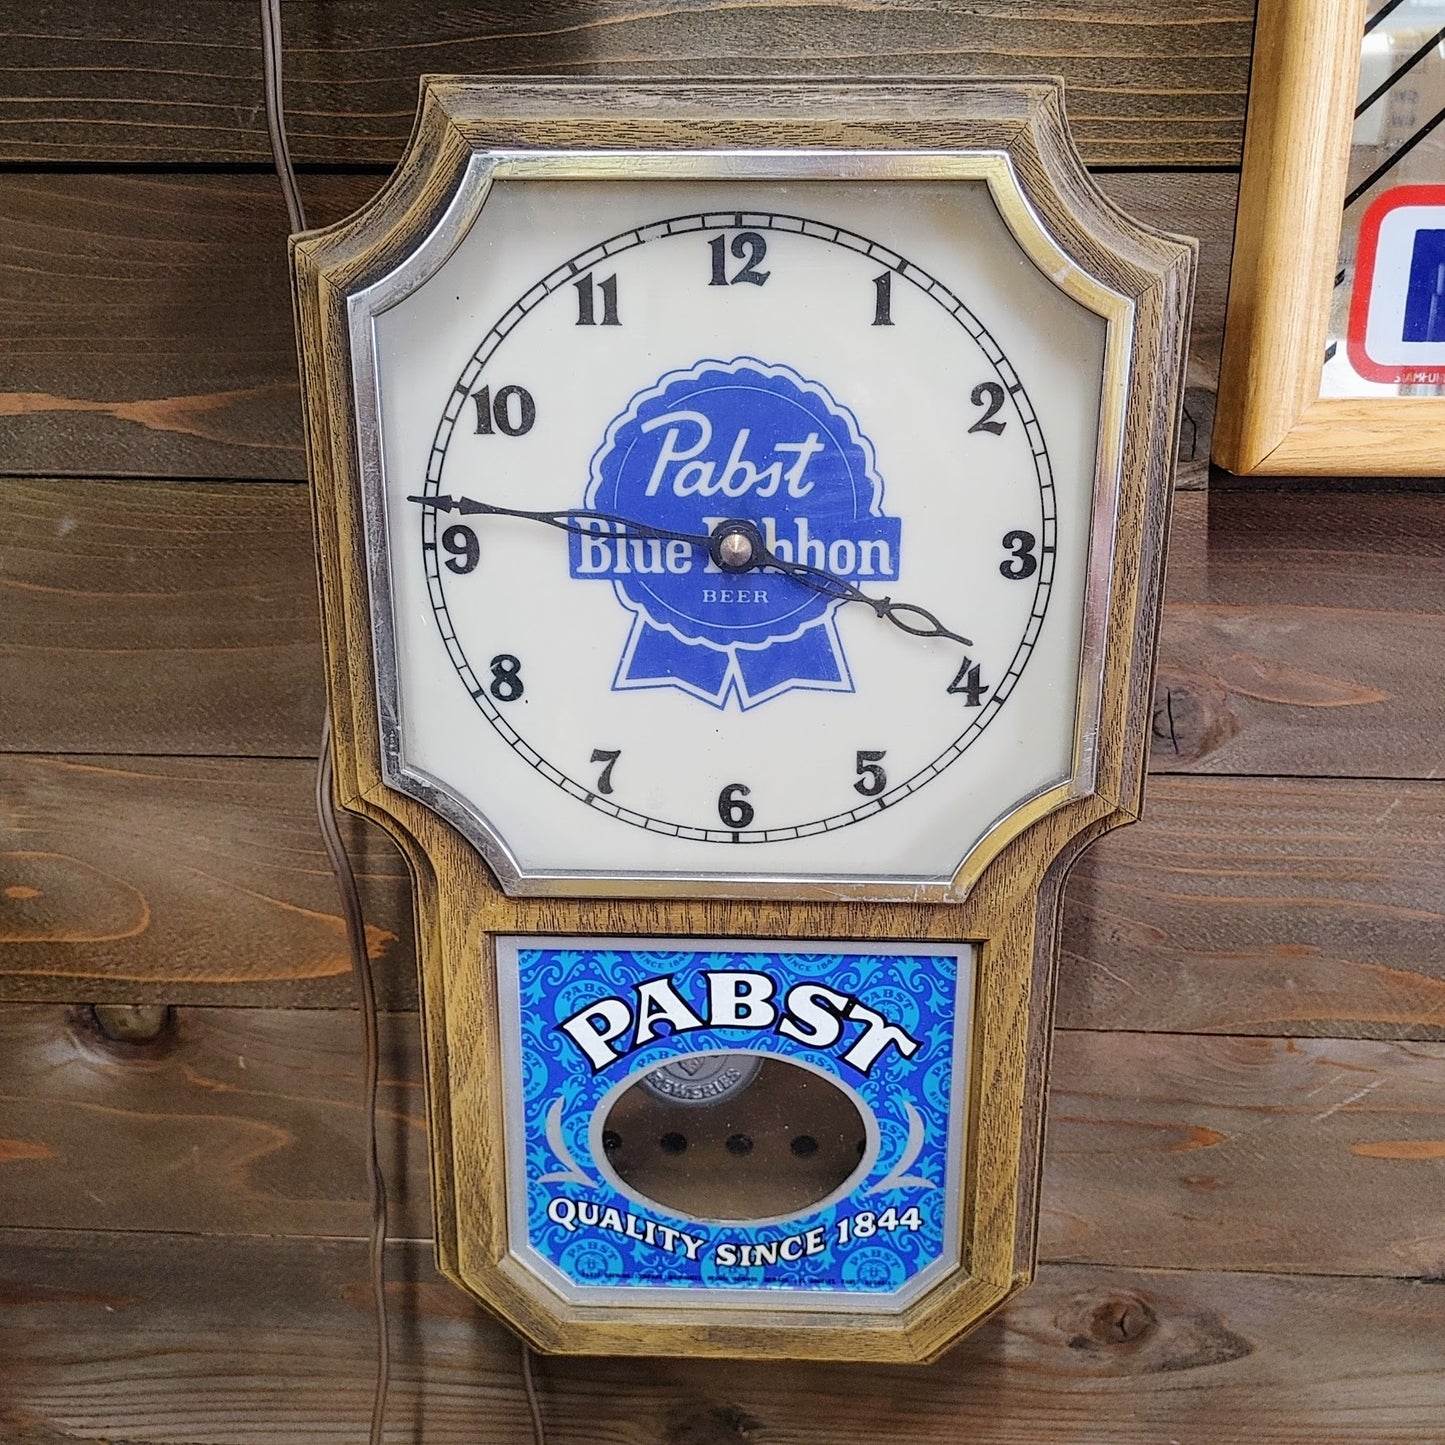 12
11
1
10
2
Pabst
Blue Ribbon
BEER
9
3
8
4
7
5
6
PABST
BREWERIES
QUALITY SINCE 1844